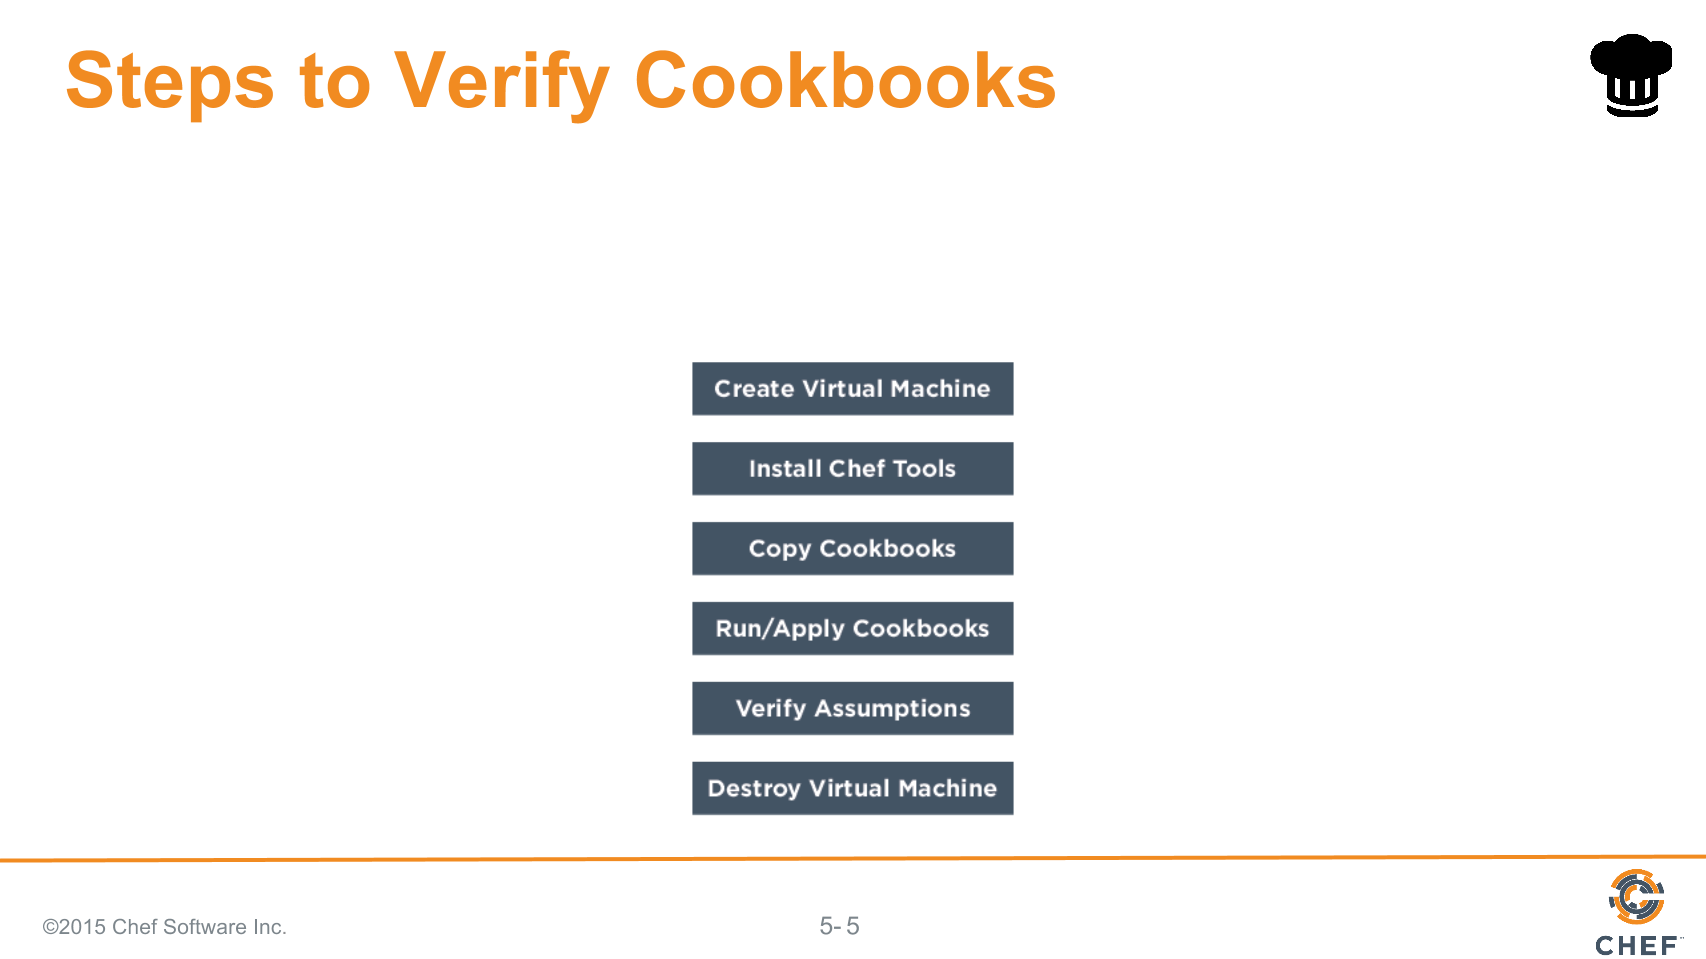 Steps to Verify Cookbooks
Create Virtual Machine
Install Chef Tools
Copy Cookbooks
Run/Apply Cookbooks
Verify Assumptions
Destroy Virtual Machine
©2015 Chef Software Inc.
5- 5
CHEF